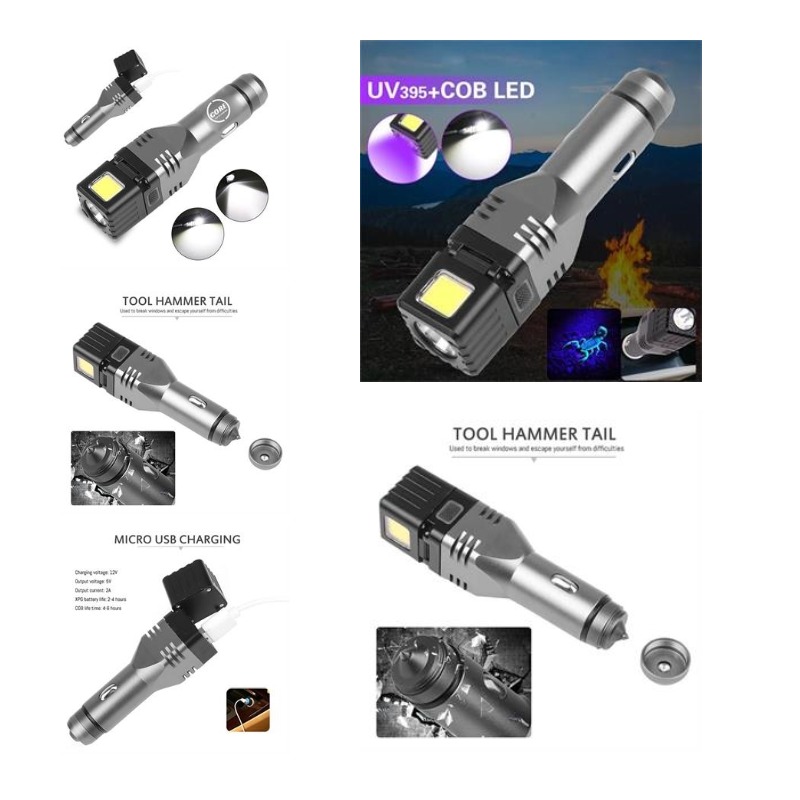 COB!
UV395+COB LED
TOOL HAMMER TAIL
Used to break windows and escape yourself from difficulties
MICRO USB CHARGING
Charging voltage: 12V
Output voltage: 5V
Output current: 2A
XPG battery life: 2-4 hours
COB life time: 4-6 hours
TOOL HAMMER TAIL
Used to break windows and escape yourself from difficulties